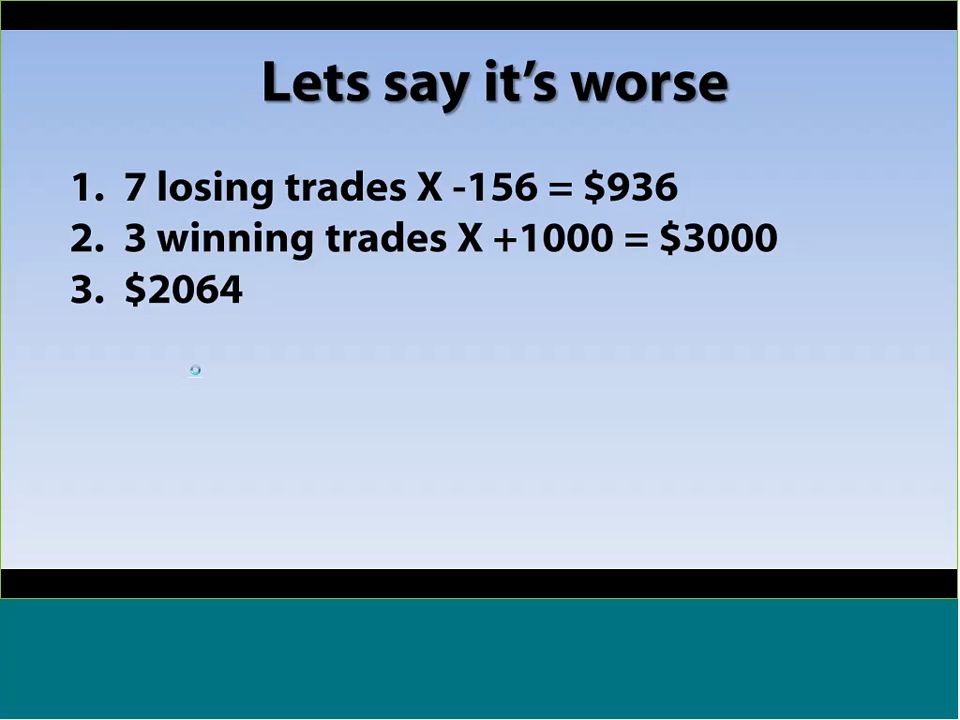 Lets say it’s worse
1. 7 losing trades X -156 = $936
2. 3 winning trades X +1000 = $3000
3. $2064